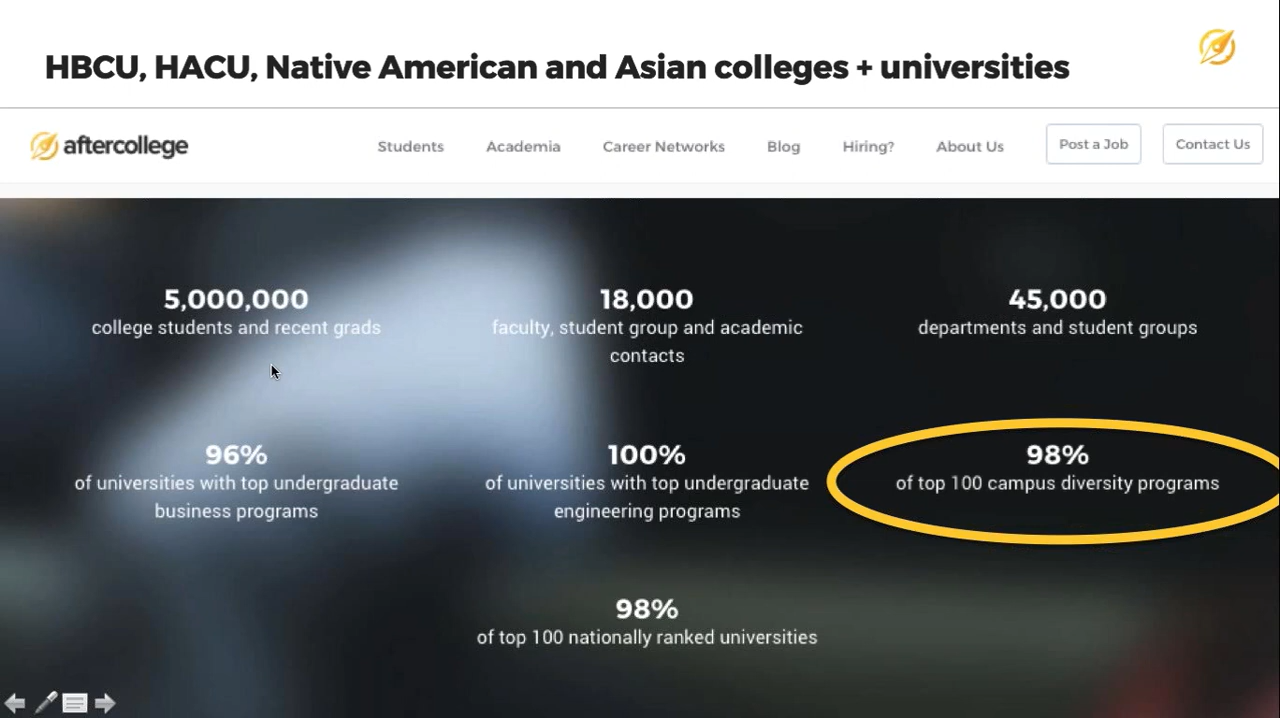 HBCU, HACU, Native American and Asian colleges + universities
aftercollege
Students
Academia
Career Networks
Blog
Hiring?
About Us
Post a Job
Contact Us
5,000,000
college students and recent grads
18,000
faculty, student group and academic
contacts
45,000
departments and student groups
96%
of universities with top undergraduate
business programs
100%
of universities with top undergraduate
engineering programs
98%
of top 100 campus diversity programs
98%
of top 100 nationally ranked universities